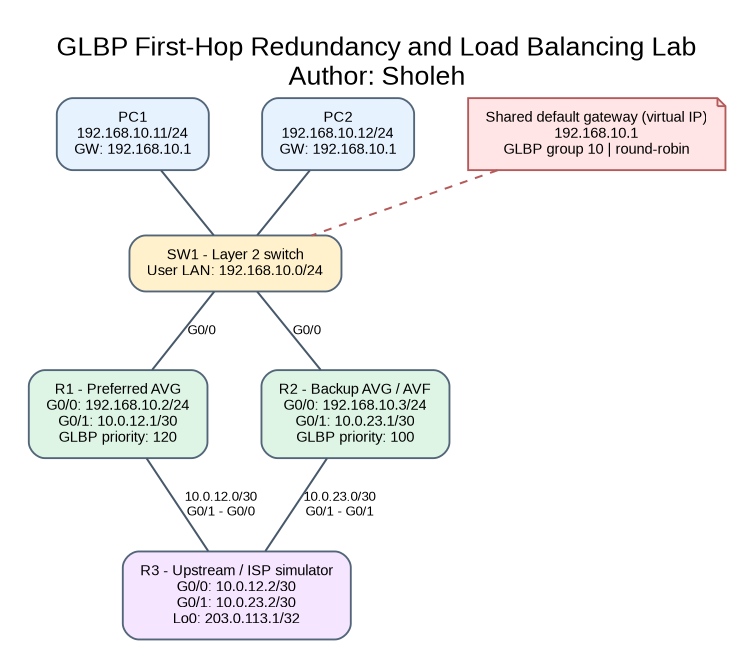 GLBP First-Hop Redundancy and Load Balancing Lab
Author: Sholeh
PC1
192.168.10.11/24
GW: 192.168.10.1
PC2
192.168.10.12/24
GW: 192.168.10.1
Shared default gateway (virtual IP)
192.168.10.1
GLBP group 10 | round-robin
SW1 - Layer 2 switch
User LAN: 192.168.10.0/24
G0/0
G0/0
R1 - Preferred AVG
G0/0: 192.168.10.2/24
G0/1: 10.0.12.1/30
GLBP priority: 120
R2 - Backup AVG / AVF
G0/0: 192.168.10.3/24
G0/1: 10.0.23.1/30
GLBP priority: 100
10.0.12.0/30
G0/1 - G0/0
10.0.23.0/30
G0/1 - G0/1
R3 - Upstream / ISP simulator
G0/0: 10.0.12.2/30
G0/1: 10.0.23.2/30
Lo0: 203.0.113.1/32